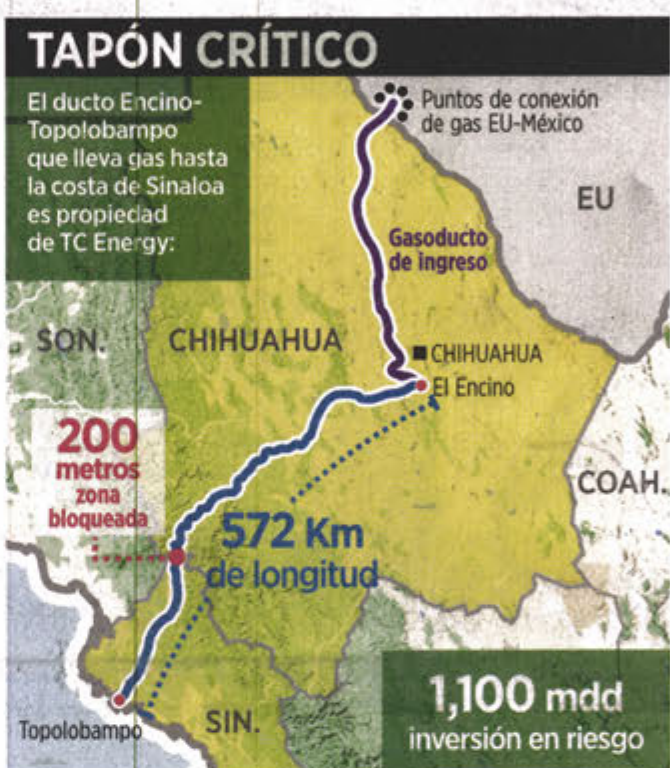 TAPÓN CRÍTICO
El ducto Encino-
Topolobampo
que lleva gas hasta
la costa de Sinaloa
es propiedad
de TC Energy:
Puntos de conexión
de gas EU-México
EU
Gasoducto
de ingreso
SON.
CHIHUAHUA
CHIHUAHUA
El Encino
200
metros
zona
bloqueada
COAH.
572 Km
de longitud
Topolobampo
SIN.
1,100 mdd
inversión en riesgo